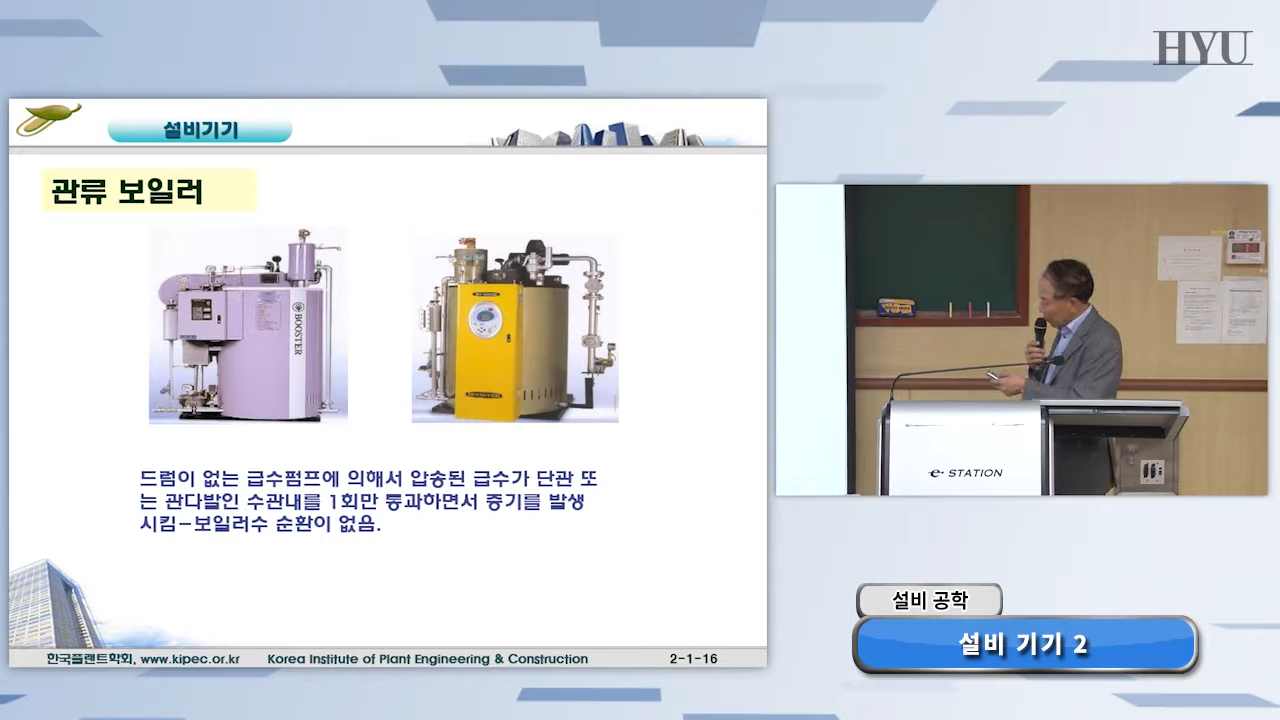 HYU
설비기기
관류 보일러
BOOSTER
BOOSTER
드럼이 없는 급수펌프에 의해서 압송된 급수가 단관 또
는 관다발인 수관내를 1회만 통과하면서 증기를 발생
시킴-보일러수 순환이 없음.
한국플랜트학회, www.kipec.or.kr
Korea Institute of Plant Engineering & Construction
2-1-16
e· STATION
설비 공학
설비 기기 2